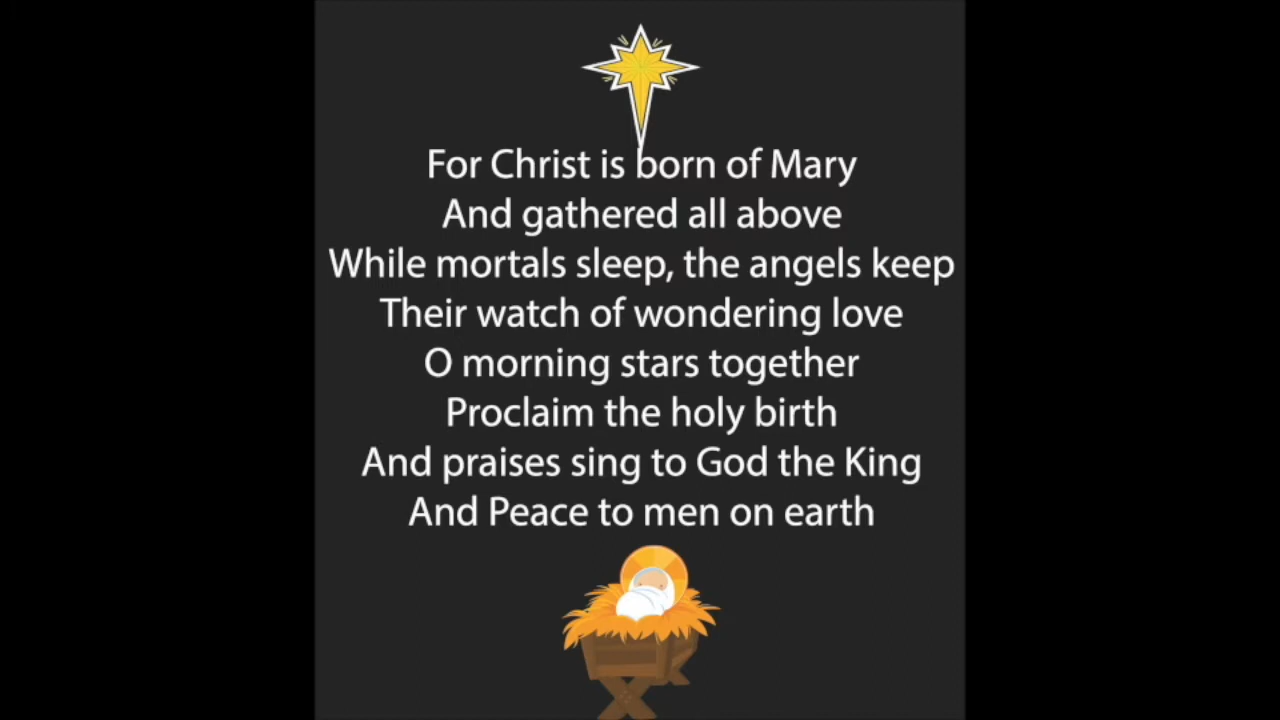 For Christ is born of Mary
And gathered all above
While mortals sleep, the angels keep
Their watch of wondering love
O morning stars together
Proclaim the holy birth
And praises sing to God the King
And Peace to men on earth